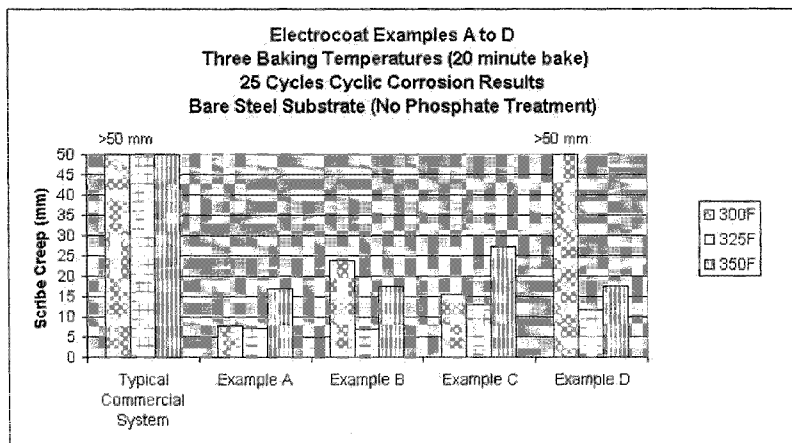 Electrocoat Examples A to D
Three Baking Temperatures (20 minute bake)
25 Cycles Cyclic Corrosion Results
Bare Steel Substrate (No Phosphate Treatment)
>50 mm
>50 mm
50
45
40
35
30
25
20
15
10
5
0
Scribe Creep (mm)
Typical
Commercial
System
Example A
Example B
Example C
Example D
300F
325F
350F